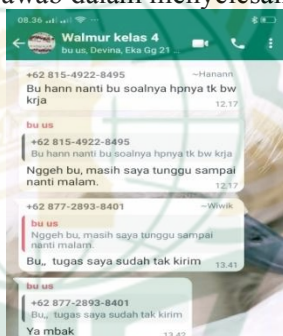 awab dalam menyelesai
08.36
Walmur kelas 4
bu us, Devina, Eka Gg 21...
+62 815-4922-8495 ~Hanann
Bu hann nanti bu soalnya hpnya tk bw
krja 12.17
bu us
+62 815-4922-8495
Bu hann nanti bu soalnya hpnya tk bw krja
Nggeh bu, masih saya tunggu sampai
nanti malam. 12.17
+62 877-2893-8401 ~Wiwik
bu us
Nggeh bu, masih saya tunggu sampai
nanti malam.
Bu,, tugas saya sudah tak kirim 13.41
bu us
+62 877-2893-8401
Bu,, tugas saya sudah tak kirim
Ya mbak 13.42